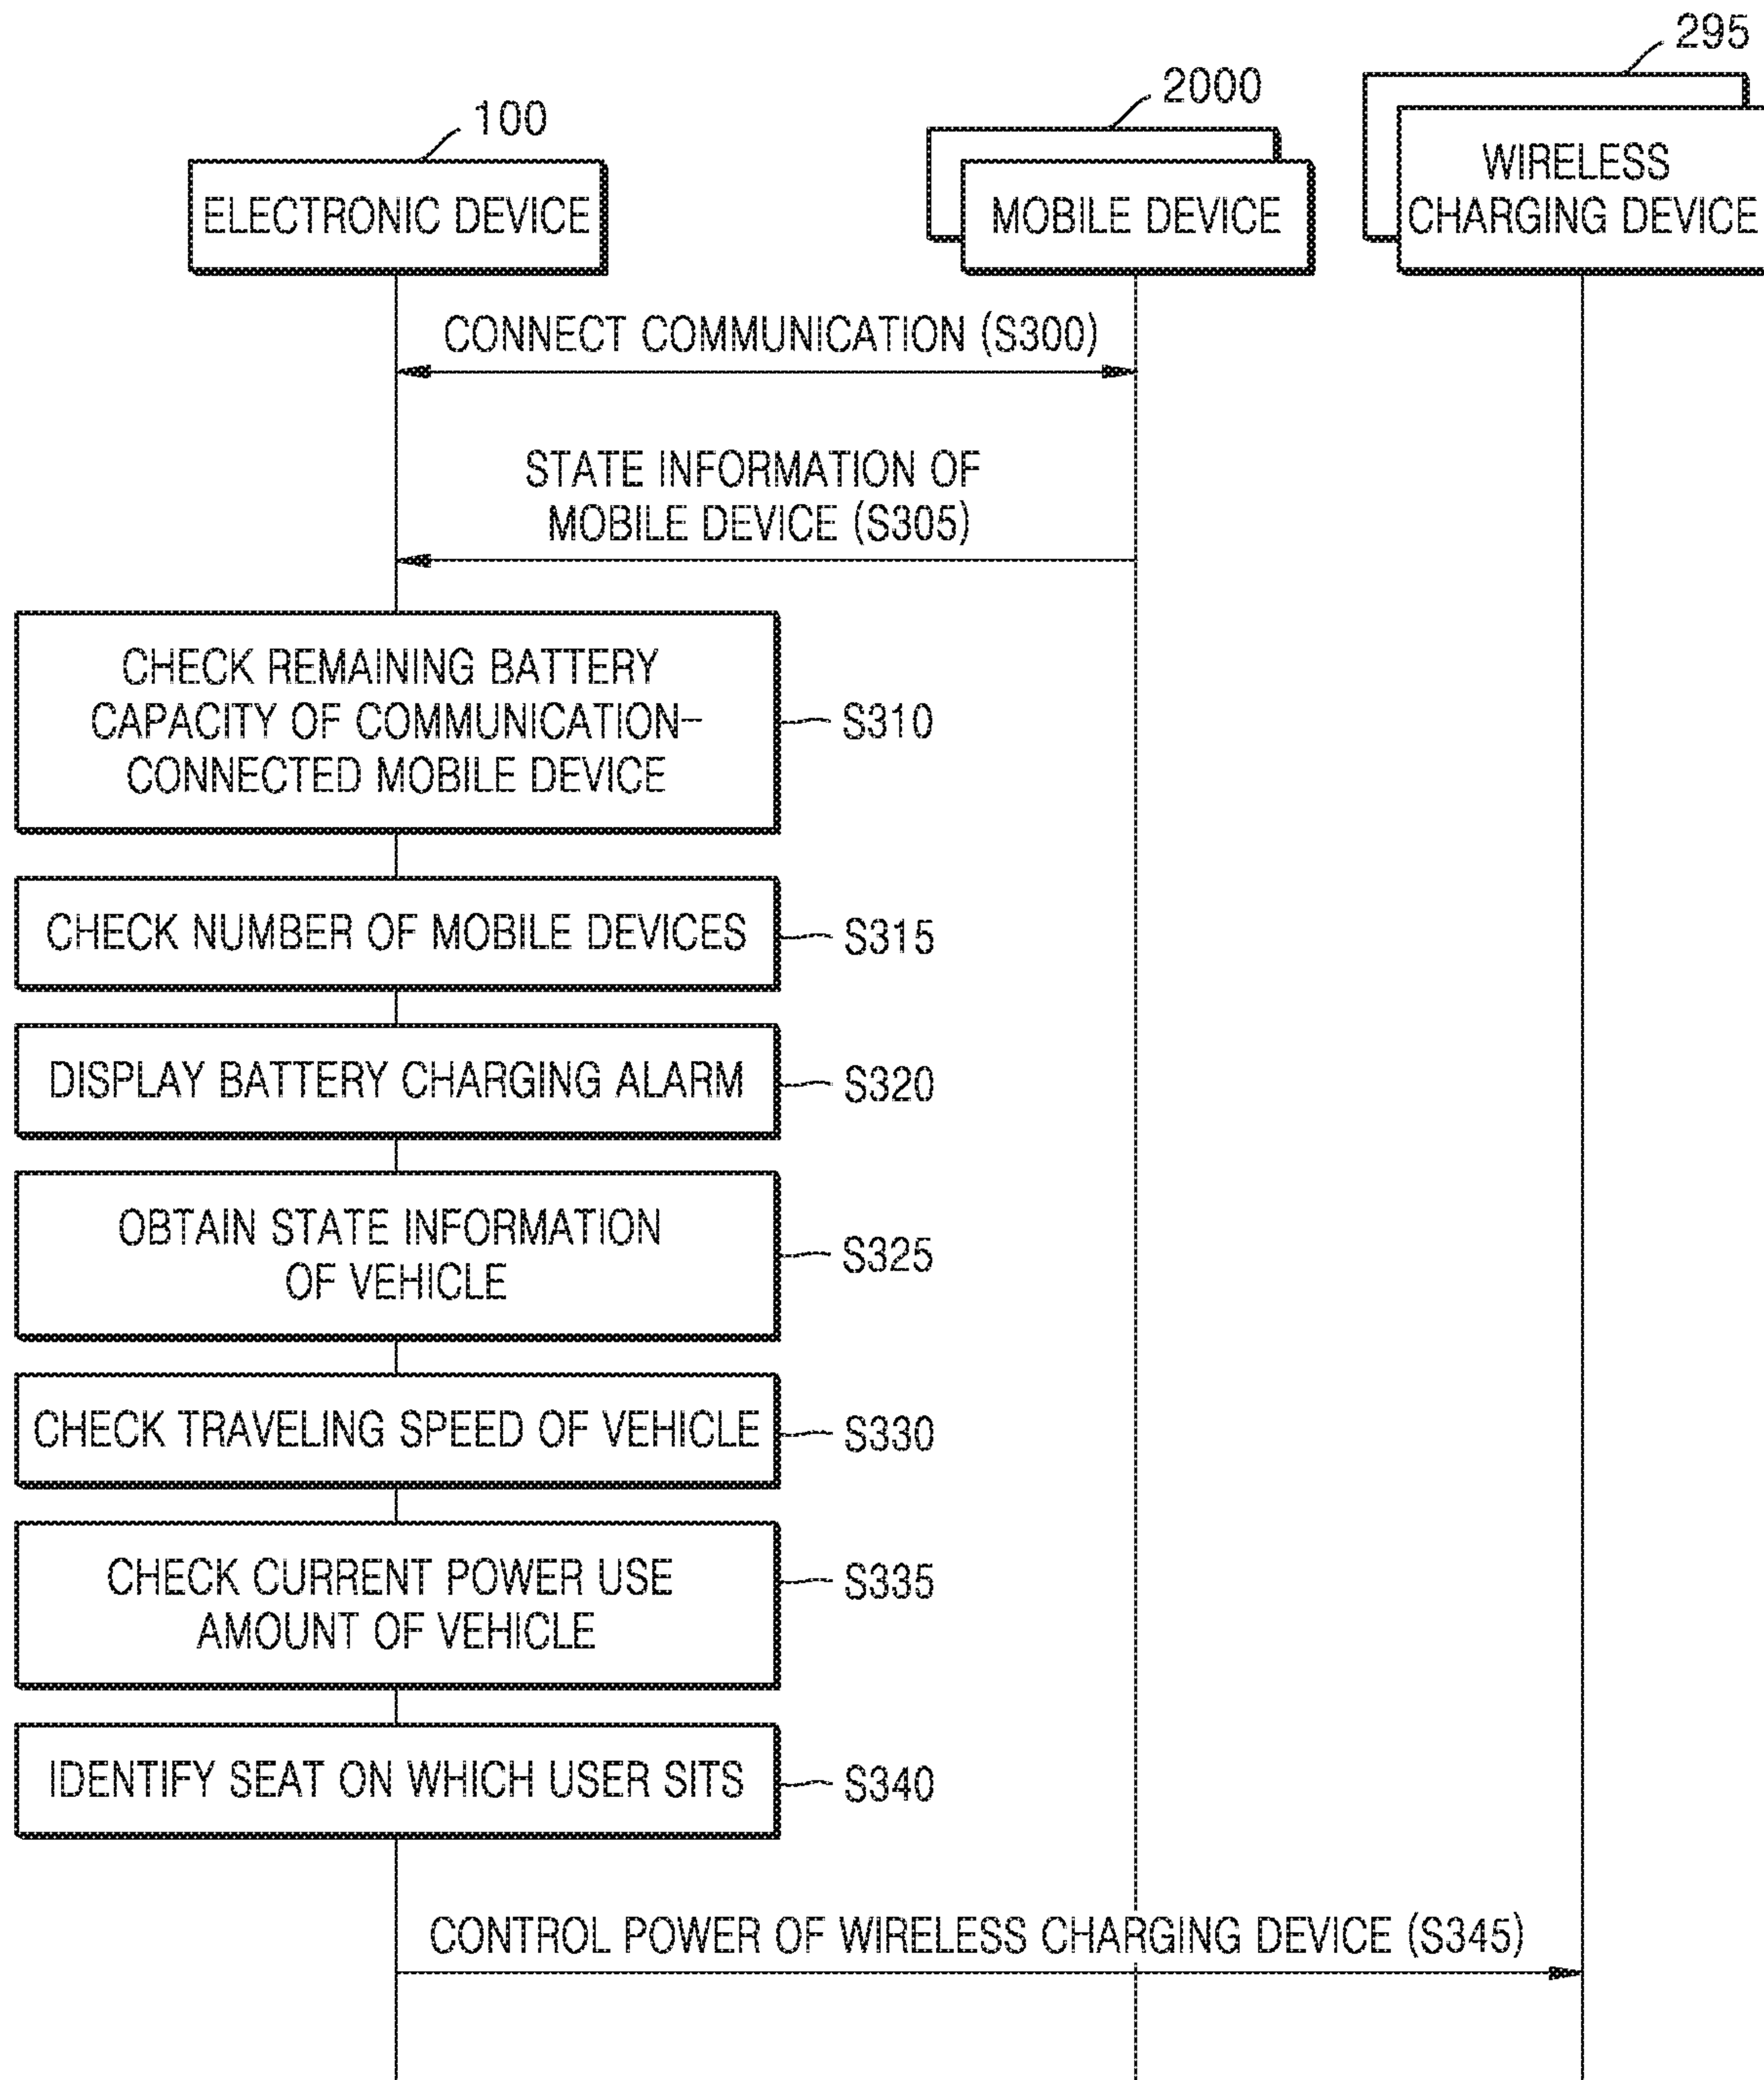 295
2000
100
WIRELESS
CHARGING DEVICE
MOBILE DEVICE
ELECTRONIC DEVICE
CONNECT COMMUNICATION (S300)
STATE INFORMATION OF
MOBILE DEVICE (S305)
CHECK REMAINING BATTERY
CAPACITY OF COMMUNICATION-
CONNECTED MOBILE DEVICE
S310
CHECK NUMBER OF MOBILE DEVICES
S315
DISPLAY BATTERY CHARGING ALARM
S320
OBTAIN STATE INFORMATION
OF VEHICLE
S325
CHECK TRAVELING SPEED OF VEHICLE
S330
CHECK CURRENT POWER USE
AMOUNT OF VEHICLE
S335
IDENTIFY SEAT ON WHICH USER SITS
S340
CONTROL POWER OF WIRELESS CHARGING DEVICE (S345)